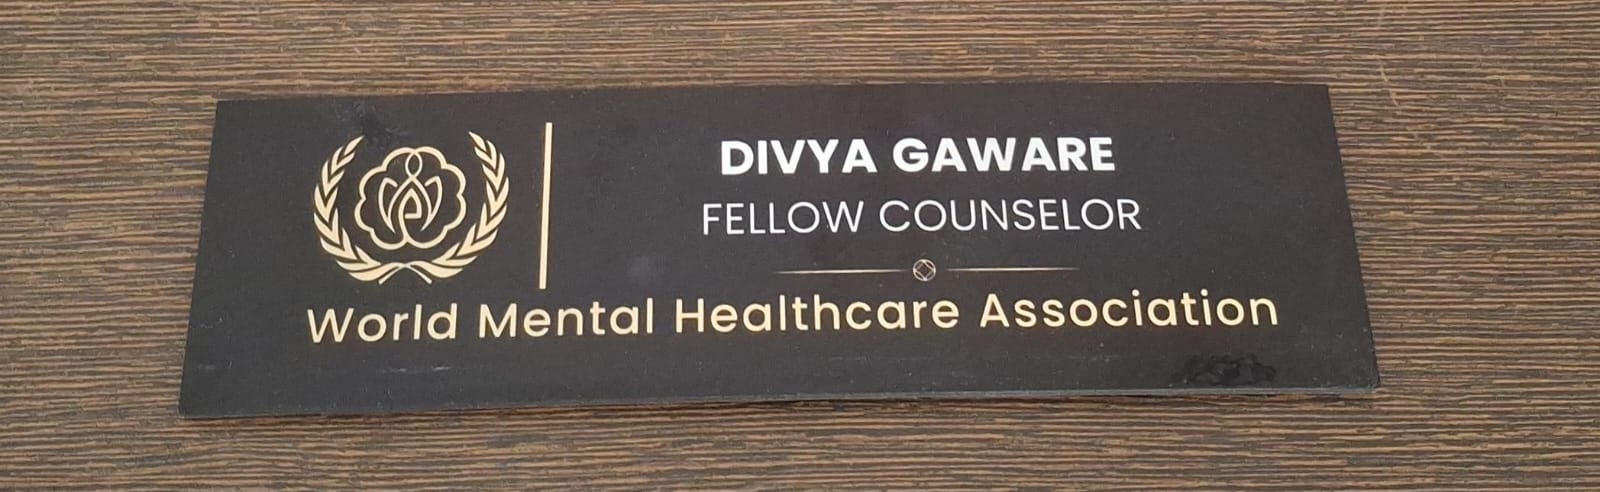 DIVYA GAWARE
FELLOW COUNSELOR
World Mental Healthcare Association